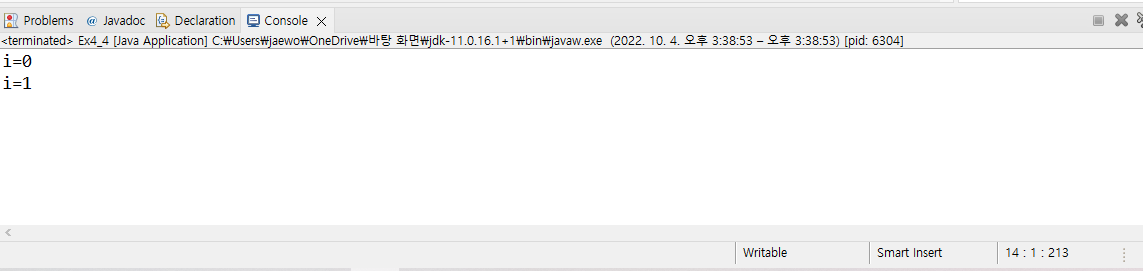 Problems @ Javadoc Declaration Console
<terminated> Ex4_4 [Java Application] C:₩Users₩jaewo₩OneDrive₩바탕 화면₩jdk-11.0.16.1+1₩bin₩javaw.exe (2022. 10. 4. 오후 3:38:53 – 오후 3:38:53) [pid: 6304]
i=0
i=1
Writable Smart Insert 14 : 1 : 213